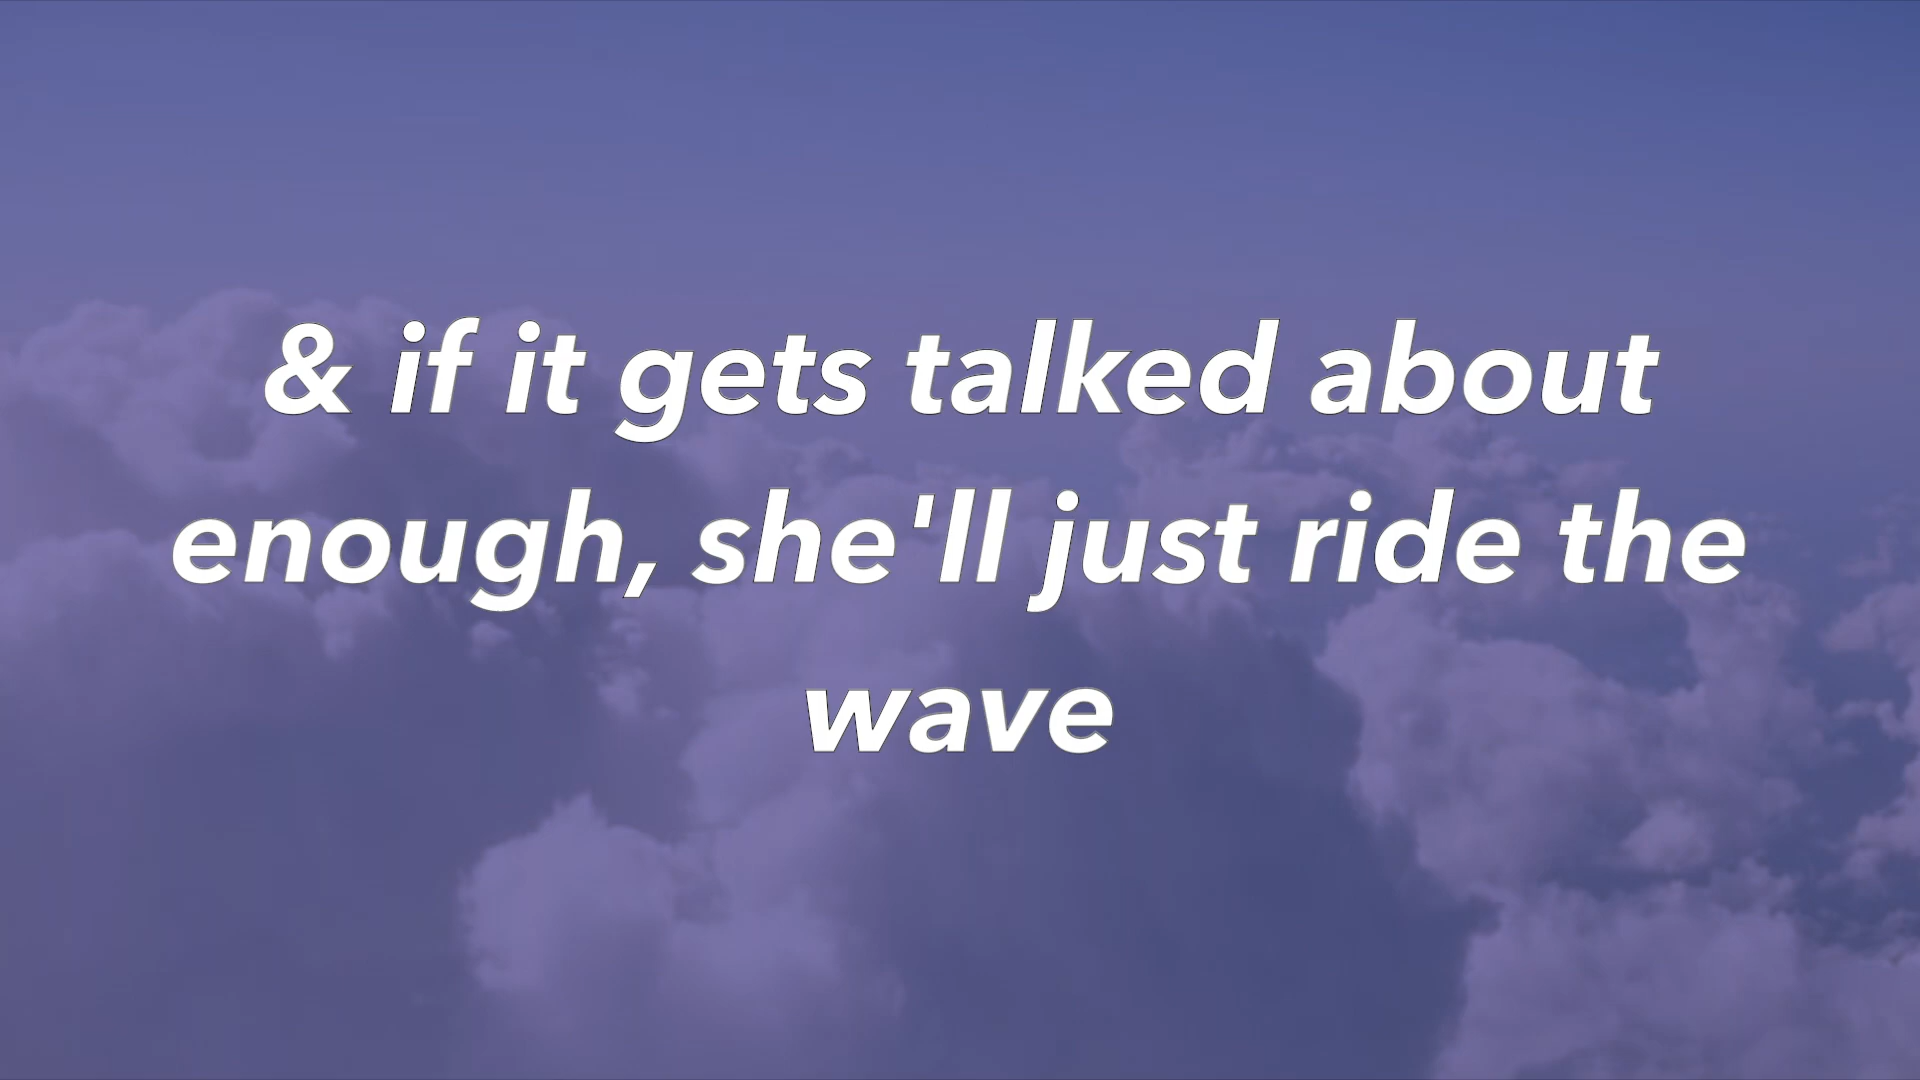 & if it gets talked about
enough, she'll just ride the
wave